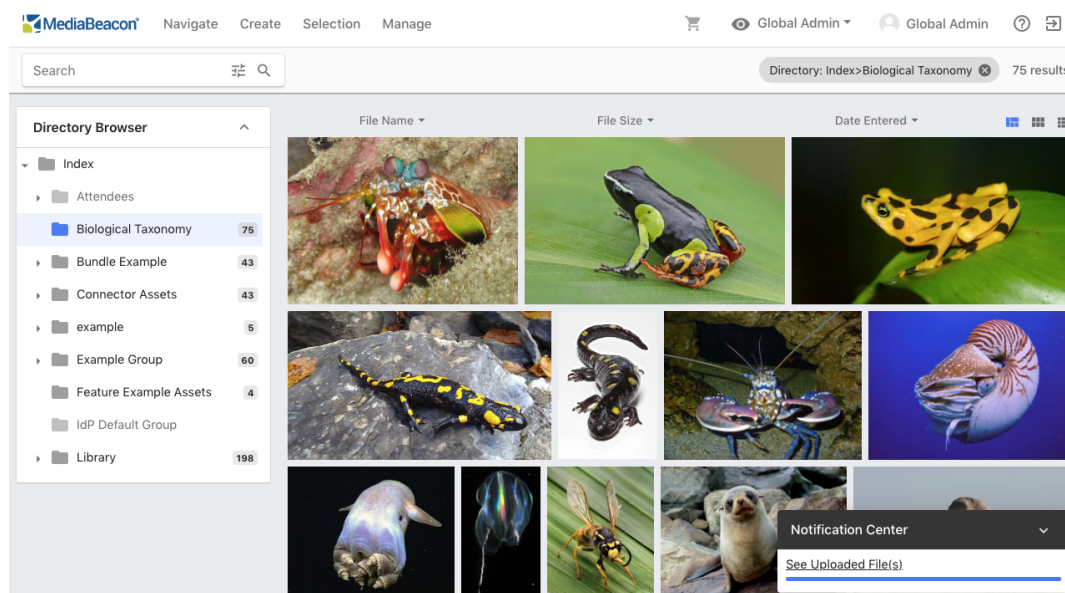 MediaBeacon® Navigate Create Selection Manage Global Admin Global Admin
Search Directory: Index>Biological Taxonomy 75 results
Directory Browser File Name File Size Date Entered
Index
Attendees
Biological Taxonomy 75
Bundle Example 43
Connector Assets 43
example 5
Example Group 60
Feature Example Assets 4
IdP Default Group
Library 198
Notification Center
See Uploaded File(s)